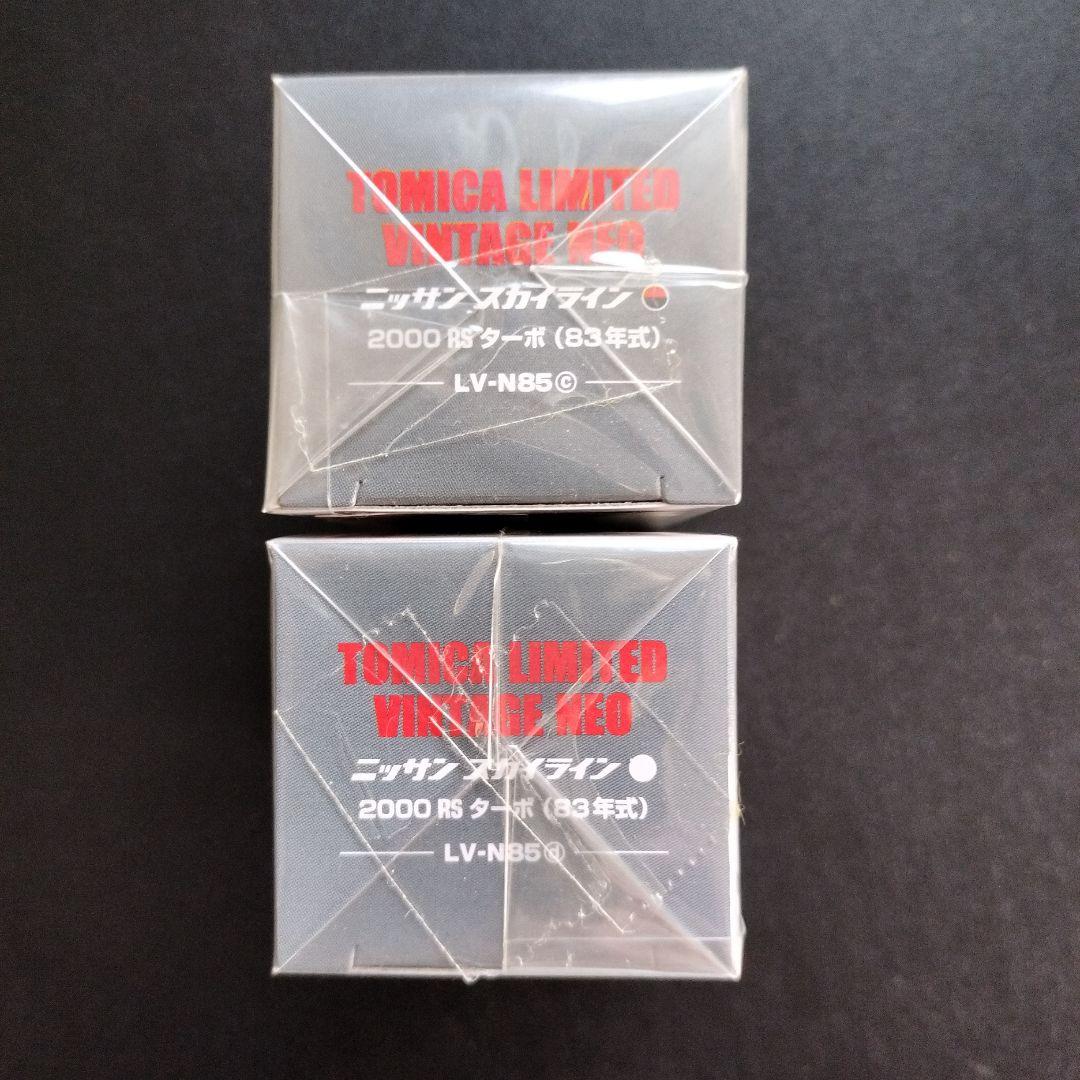 TOMICA LIMITED
VINTAGE NEO
ニッサン スカイライン
2000 RS ターボ (83年式)
LV-N85ⓒ
TOMICA LIMITED
VINTAGE NEO
ニッサン スカイライン
2000 RS ターボ (83年式)
LV-N85ⓓ